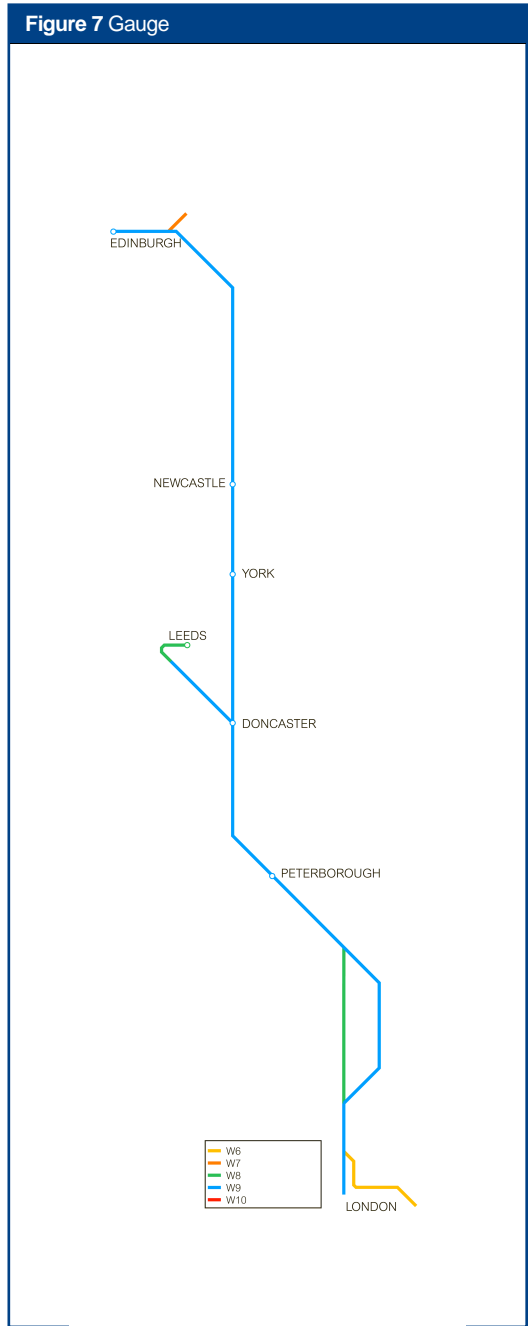 Figure 7 Gauge
EDINBURGH
NEWCASTLE
YORK
LEEDS
DONCASTER
PETERBOROUGH
W6
W7
W8
W9
W10
LONDON